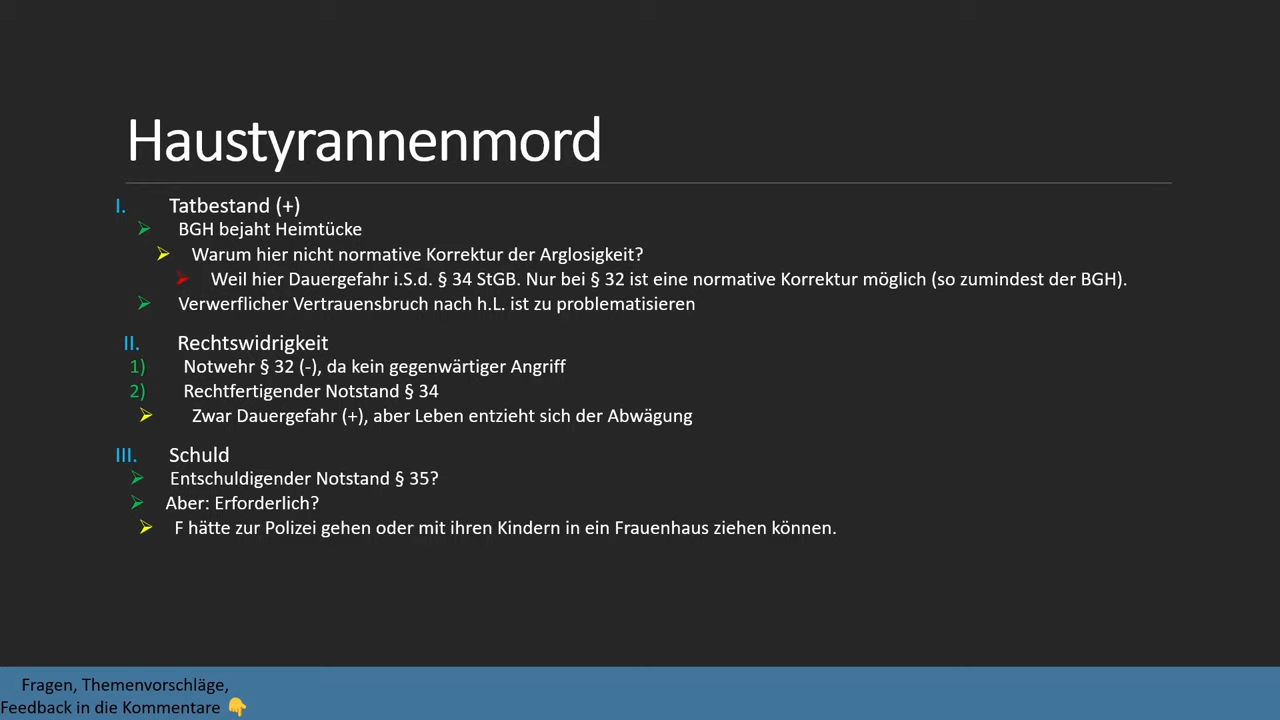 Haustyrannenmord
I. Tatbestand (+)
BGH bejaht Heimtücke
Warum hier nicht normative Korrektur der Arglosigkeit?
Weil hier Dauergefahr i.S.d. § 34 StGB. Nur bei § 32 ist eine normative Korrektur möglich (so zumindest der BGH).
Verwerflicher Vertrauensbruch nach h.L. ist zu problematisieren
II. Rechtswidrigkeit
1) Notwehr § 32 (-), da kein gegenwärtiger Angriff
2) Rechtfertigender Notstand § 34
Zwar Dauergefahr (+), aber Leben entzieht sich der Abwägung
III. Schuld
Entschuldigender Notstand § 35?
Aber: Erforderlich?
F hätte zur Polizei gehen oder mit ihren Kindern in ein Frauenhaus ziehen können.
Fragen, Themenvorschläge,
Feedback in die Kommentare 👇